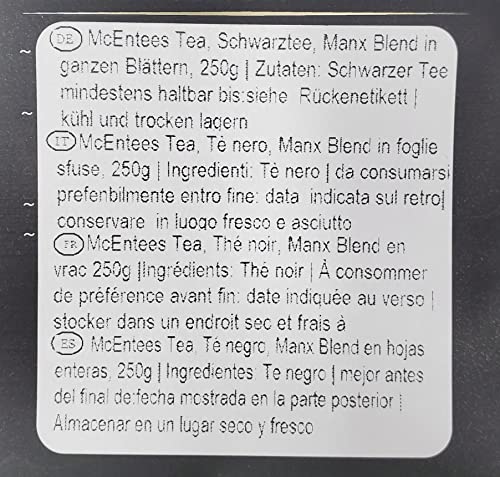 DE McEntees Tea, Schwarztee, Manx Blend in
ganzen Blättern, 250g | Zutaten: Schwarzer Tee
mindestens haltbar bis:siehe Rückenetikett |
kühl und trocken lagern
IT McEntees Tea, Tè nero, Manx Blend in foglie
sfuse, 250g | Ingredienti: Tè nero | da consumarsi
prefenbilmente entro fine: data indicata sul retro|
conservare in luogo fresco e asciutto
FR McEntees Tea, Thé noir, Manx Blend en
vrac 250g |Ingrédients: Thé noir | À consommer
de préférence avant fin: date indiquée au verso |
stocker dans un endroit sec et frais à
ES McEntees Tea, Té negro, Manx Blend en hojas
enteras, 250g | Ingredientes: Te negro | mejor antes
del final de:fecha mostrada en la parte posterior |
Almacenar en un lugar seco y fresco